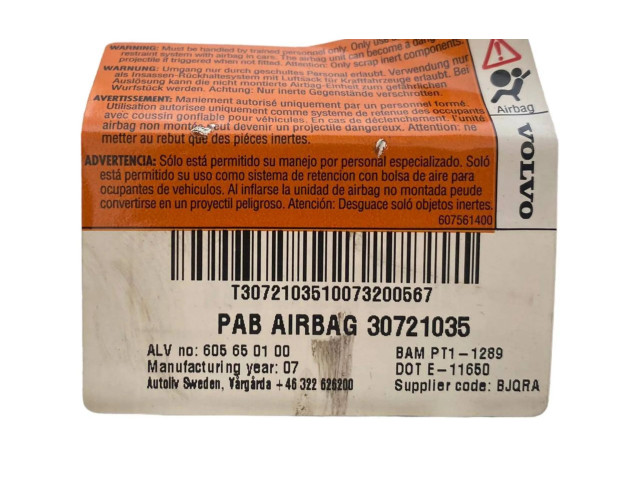 WARNING: Must be handled by trained personnel only. Only use
restraint system with airbag in cars. The airbag unit can become a dangerous
projectile if triggered when not fitted. Attention: Only scrap inert components.
WARNUNG: Umgang nur durch geschultes Personal erlaubt. Verwendung nur
als Insassen-Rückhaltesystem mit Luftsack für Kraftfahrzeuge erlaubt. Bei
Auslösung kann die nicht montierte Airbag-Einheit zum gefährlichen
Wurfstück werden. Achtung: Nur inerte Gegenstände verschrotten.
AVERTISSEMENT: Maniement autorisé uniquement par un personnel formé.
Utilisation autorisée uniquement comme système de retenue des occupants
avec coussin gonflable pour véhicules. En cas de déclenchement, l'unité
airbag non montée peut devenir un projectile dangereux. Attention: ne
metter au rebut que des pièces inertes.
ADVERTENCIA: Sólo está permitido su manejo por personal especializado. Soló
está permitido su uso como sistema de retencion con bolsa de aire para
ocupantes de vehiculos. Al inflarse la unidad de airbag no montada peude
convertirse en un proyectil peligroso. Atención: Desguace soló objetos inertes.
607561400
Airbag
VOLVO
T3072103510073200567
PAB AIRBAG 30721035
ALV no: 605 65 01 00
BAM PT1-1289
Manufacturing year: 07
DOT E-11650
Autoliv Sweden, Vårgårda +46 322 626200
Supplier code: BJQRA